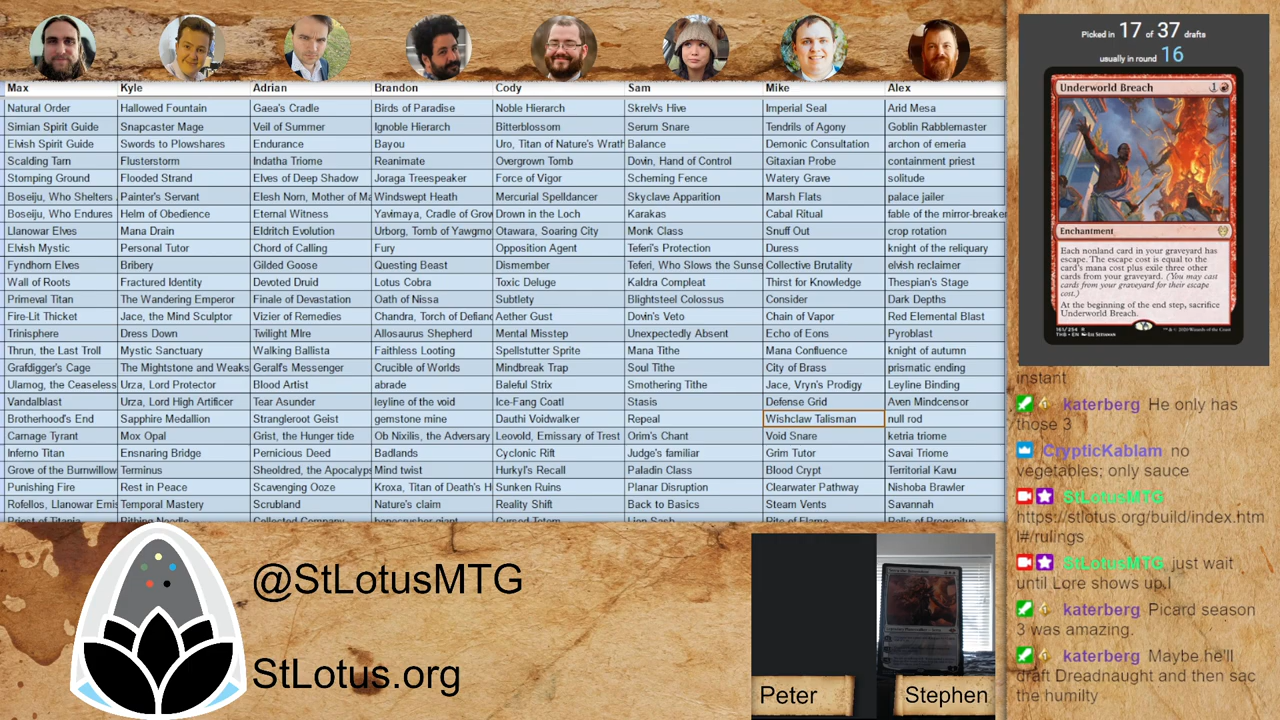 Max Kyle Adrian Brandon Cody Sam Mike Alex
Natural Order Hallowed Fountain Gaea's Cradle Birds of Paradise Noble Hierarch Skrelv's Hive Imperial Seal Arid Mesa
Simian Spirit Guide Snapcaster Mage Veil of Summer Ignoble Hierarch Bitterblossom Serum Snare Tendrils of Agony Goblin Rabblemaster
Elvish Spirit Guide Swords to Plowshares Endurance Bayou Uro, Titan of Nature's Wrath Balance Demonic Consultation archon of emeria
Scalding Tarn Flusterstorm Indatha Triome Reanimate Overgrown Tomb Dovin, Hand of Control Gitaxian Probe containment priest
Stomping Ground Flooded Strand Elves of Deep Shadow Joraga Treespeaker Force of Vigor Scheming Fence Watery Grave solitude
Boseiju, Who Shelters Painter's Servant Elesh Norn, Mother of Ma Windswept Heath Mercurial Spelldancer Skyclave Apparition Marsh Flats palace jailer
Boseiju, Who Endures Helm of Obedience Eternal Witness Yavimaya, Cradle of Grow Drown in the Loch Karakas Cabal Ritual fable of the mirror-breaker
Llanowar Elves Mana Drain Eldritch Evolution Urborg, Tomb of Yawgmo Otawara, Soaring City Monk Class Snuff Out crop rotation
Elvish Mystic Personal Tutor Chord of Calling Fury Opposition Agent Teferi's Protection Duress knight of the reliquary
Fyndhorn Elves Bribery Gilded Goose Questing Beast Dismember Teferi, Who Slows the Sunse Collective Brutality elvish reclaimer
Wall of Roots Fractured Identity Devoted Druid Lotus Cobra Toxic Deluge Kaldra Compleat Thirst for Knowledge Thespian's Stage
Primeval Titan The Wandering Emperor Finale of Devastation Oath of Nissa Subtlety Blightsteel Colossus Consider Dark Depths
Fire-Lit Thicket Jace, the Mind Sculptor Vizier of Remedies Chandra, Torch of Defianc Aether Gust Dovin's Veto Chain of Vapor Red Elemental Blast
Trinisphere Dress Down Twilight MIre Allosaurus Shepherd Mental Misstep Unexpectedly Absent Echo of Eons Pyroblast
Thrun, the Last Troll Mystic Sanctuary Walking Ballista Faithless Looting Spellstutter Sprite Mana Tithe Mana Confluence knight of autumn
Grafdigger's Cage The Mightstone and Weaks Geralf's Messenger Crucible of Worlds Mindbreak Trap Soul Tithe City of Brass prismatic ending
Ulamog, the Ceaseless Urza, Lord Protector Blood Artist abrade Baleful Strix Smothering Tithe Jace, Vryn's Prodigy Leyline Binding
Vandalblast Urza, Lord High Artificer Tear Asunder leyline of the void Ice-Fang Coatl Stasis Defense Grid Aven Mindcensor
Brotherhood's End Sapphire Medallion Strangleroot Geist gemstone mine Dauthi Voidwalker Repeal Wishclaw Talisman null rod
Carnage Tyrant Mox Opal Grist, the Hunger tide Ob Nixilis, the Adversary Leovold, Emissary of Trest Orim's Chant Void Snare ketria triome
Inferno Titan Ensnaring Bridge Pernicious Deed Badlands Cyclonic Rift Judge's familiar Grim Tutor Savai Triome
Grove of the Burnwillow Terminus Sheoldred, the Apocalyps Mind twist Hurkyl's Recall Paladin Class Blood Crypt Territorial Kavu
Punishing Fire Rest in Peace Scavenging Ooze Kroxa, Titan of Death's H Sunken Ruins Planar Disruption Clearwater Pathway Nishoba Brawler
Rofellos, Llanowar Emis Temporal Mastery Scrubland Nature's claim Reality Shift Back to Basics Steam Vents Savannah
Priest of Titania Pithing Needle Collected Company bonecrusher giant Cursed Totem Lion Sash Rite of Flame Relic of Progenitus
@StLotusMTG
StLotus.org
Peter
Stephen
Picked in 17 of 37 drafts
usually in round 16
Underworld Breach
1
Enchantment
Each nonland card in your graveyard has
escape. The escape cost is equal to the
card's mana cost plus exile three other
cards from your graveyard. (You may cast
cards from your graveyard for their escape
cost.)
At the beginning of the end step, sacrifice
Underworld Breach.
instant
katerberg He only has
those 3
CrypticKablam no
vegetables; only sauce
StLotusMTG
https://stlotus.org/build/index.htm
l#/rulings
StLotusMTG just wait
until Lore shows up.l
katerberg Picard season
3 was amazing.
katerberg Maybe he'll
draft Dreadnaught and then sac
the humilty